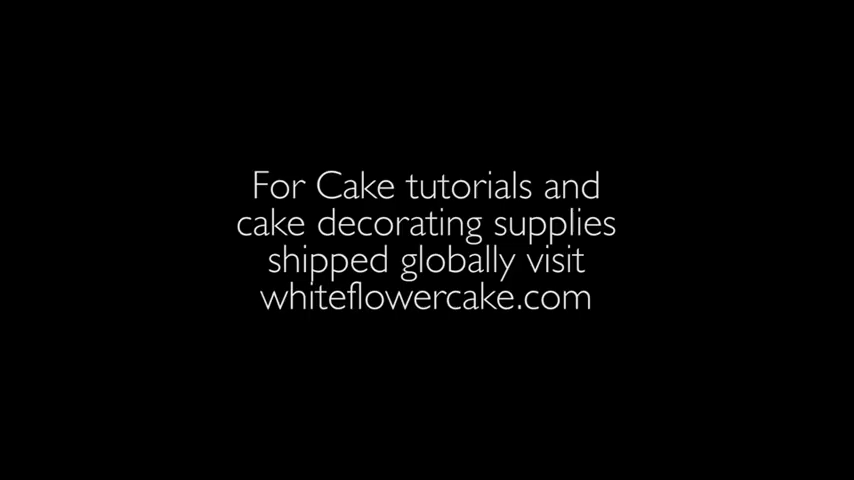 For Cake tutorials and
cake decorating supplies
shipped globally visit
whiteflowercake.com